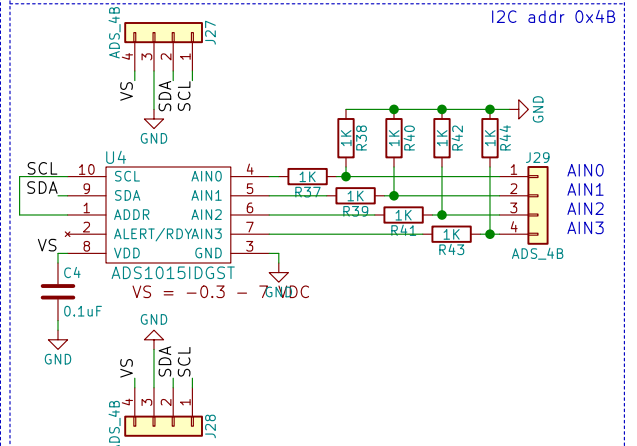 I2C addr 0x4B
ADS_4B
J27
4
3
2
1
VS
SDA
SCL
GND
GND
1K
R38
1K
R40
1K
R42
1K
R44
U4
SCL
10
SCL
AIN0
4
1K
R37
SDA
9
SDA
AIN1
5
1K
R39
1
ADDR
AIN2
6
1K
R41
2
ALERT/RDY
AIN3
7
1K
R43
VS
8
VDD
GND
3
J29
1
AIN0
2
AIN1
3
AIN2
4
AIN3
ADS_4B
ADS1015IDGST
VS = -0.3 - 7 VDC
GND
C4
0.1uF
GND
GND
VS
SDA
SCL
4
3
2
1
ADS_4B
J28